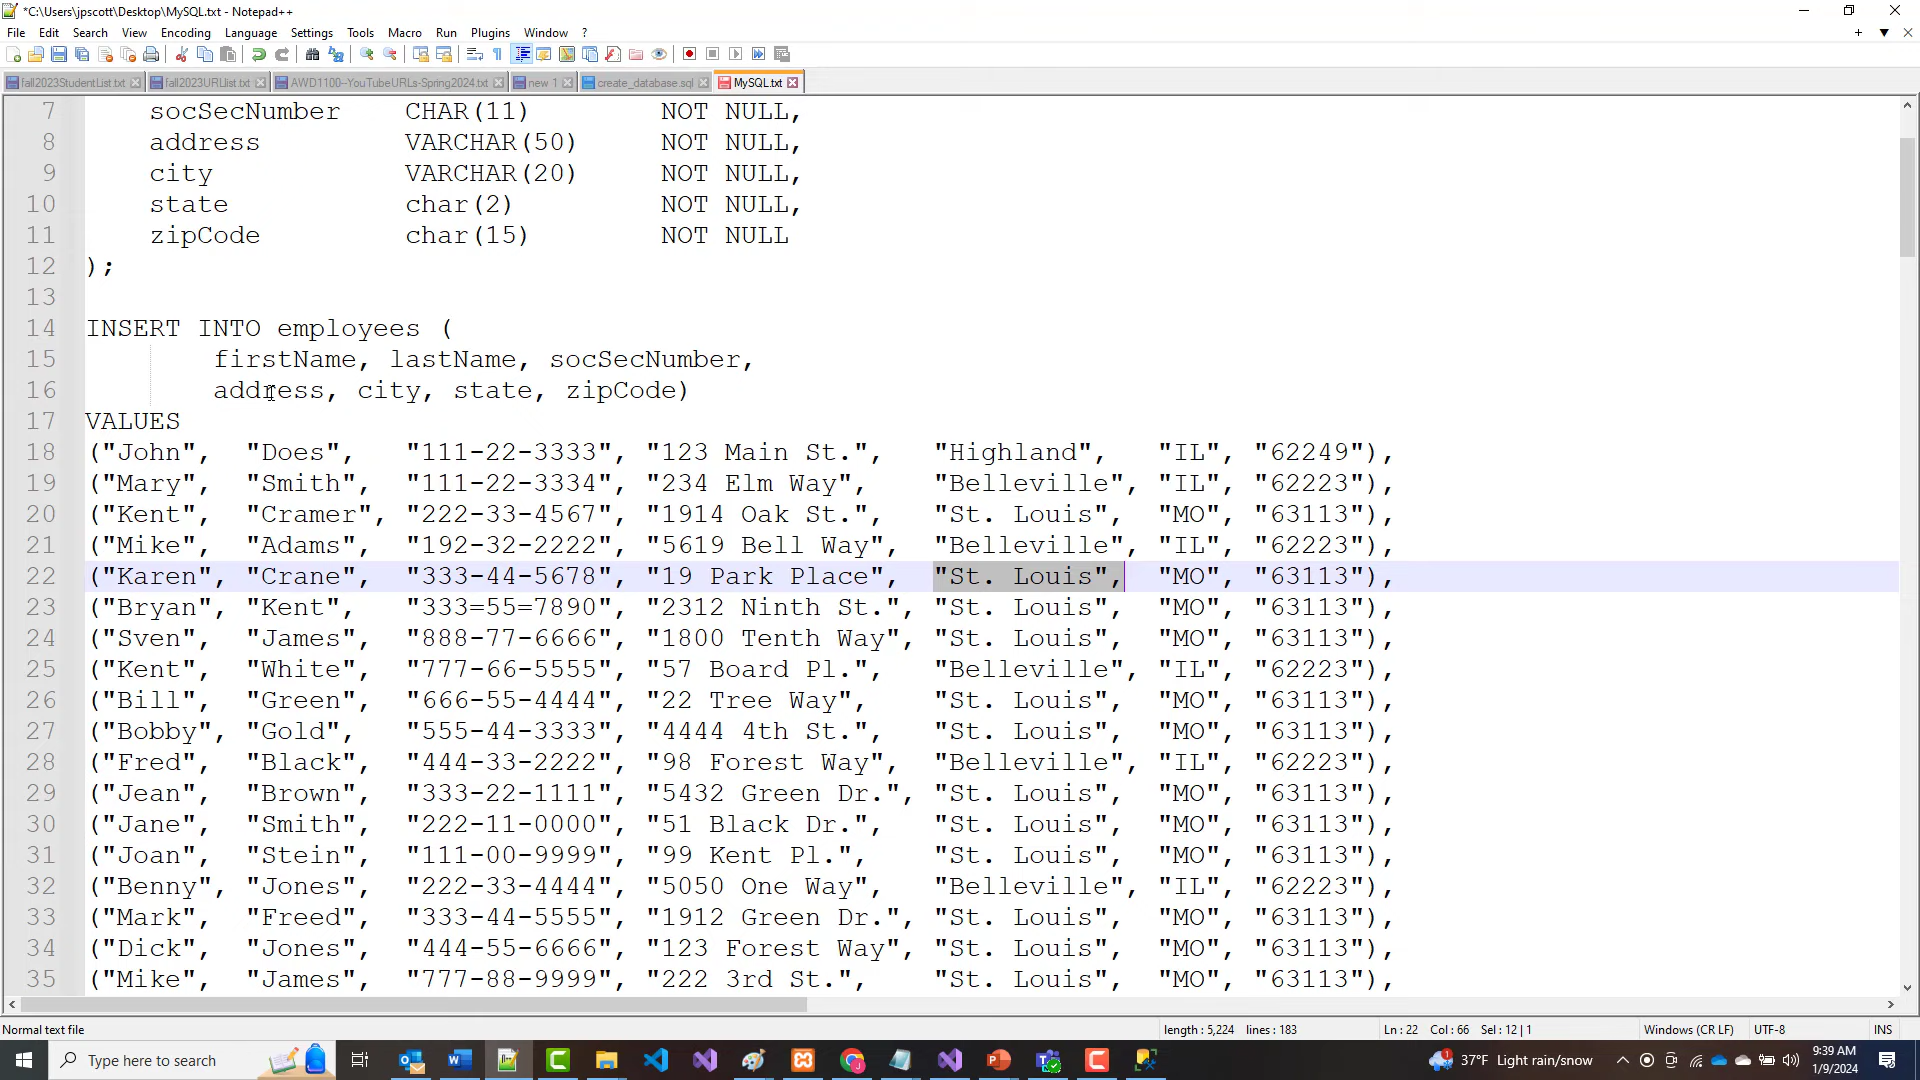 *C:\Users\jpscott\Desktop\MySQL.txt - Notepad++
File Edit Search View Encoding Language Settings Tools Macro Run Plugins Window ?
fall2023StudentList.txt fall2023URLlist.txt AWD1100--YouTubeURLs-Spring2024.txt new 1 create_database.sql MySQL.txt
7 socSecNumber CHAR(11) NOT NULL,
8 address VARCHAR(50) NOT NULL,
9 city VARCHAR(20) NOT NULL,
10 state char(2) NOT NULL,
11 zipCode char(15) NOT NULL
12 );
13
14 INSERT INTO employees (
15 firstName, lastName, socSecNumber,
16 address, city, state, zipCode)
17 VALUES
18 ("John", "Does", "111-22-3333", "123 Main St.", "Highland", "IL", "62249"),
19 ("Mary", "Smith", "111-22-3334", "234 Elm Way", "Belleville", "IL", "62223"),
20 ("Kent", "Cramer", "222-33-4567", "1914 Oak St.", "St. Louis", "MO", "63113"),
21 ("Mike", "Adams", "192-32-2222", "5619 Bell Way", "Belleville", "IL", "62223"),
22 ("Karen", "Crane", "333-44-5678", "19 Park Place", "St. Louis", "MO", "63113"),
23 ("Bryan", "Kent", "333=55=7890", "2312 Ninth St.", "St. Louis", "MO", "63113"),
24 ("Sven", "James", "888-77-6666", "1800 Tenth Way", "St. Louis", "MO", "63113"),
25 ("Kent", "White", "777-66-5555", "57 Board Pl.", "Belleville", "IL", "62223"),
26 ("Bill", "Green", "666-55-4444", "22 Tree Way", "St. Louis", "MO", "63113"),
27 ("Bobby", "Gold", "555-44-3333", "4444 4th St.", "St. Louis", "MO", "63113"),
28 ("Fred", "Black", "444-33-2222", "98 Forest Way", "Belleville", "IL", "62223"),
29 ("Jean", "Brown", "333-22-1111", "5432 Green Dr.", "St. Louis", "MO", "63113"),
30 ("Jane", "Smith", "222-11-0000", "51 Black Dr.", "St. Louis", "MO", "63113"),
31 ("Joan", "Stein", "111-00-9999", "99 Kent Pl.", "St. Louis", "MO", "63113"),
32 ("Benny", "Jones", "222-33-4444", "5050 One Way", "Belleville", "IL", "62223"),
33 ("Mark", "Freed", "333-44-5555", "1912 Green Dr.", "St. Louis", "MO", "63113"),
34 ("Dick", "Jones", "444-55-6666", "123 Forest Way", "St. Louis", "MO", "63113"),
35 ("Mike", "James", "777-88-9999", "222 3rd St.", "St. Louis", "MO", "63113"),
Normal text file length : 5,224 lines : 183 Ln : 22 Col : 66 Sel : 12 | 1 Windows (CR LF) UTF-8 INS
Type here to search 37°F Light rain/snow 9:39 AM
1/9/2024